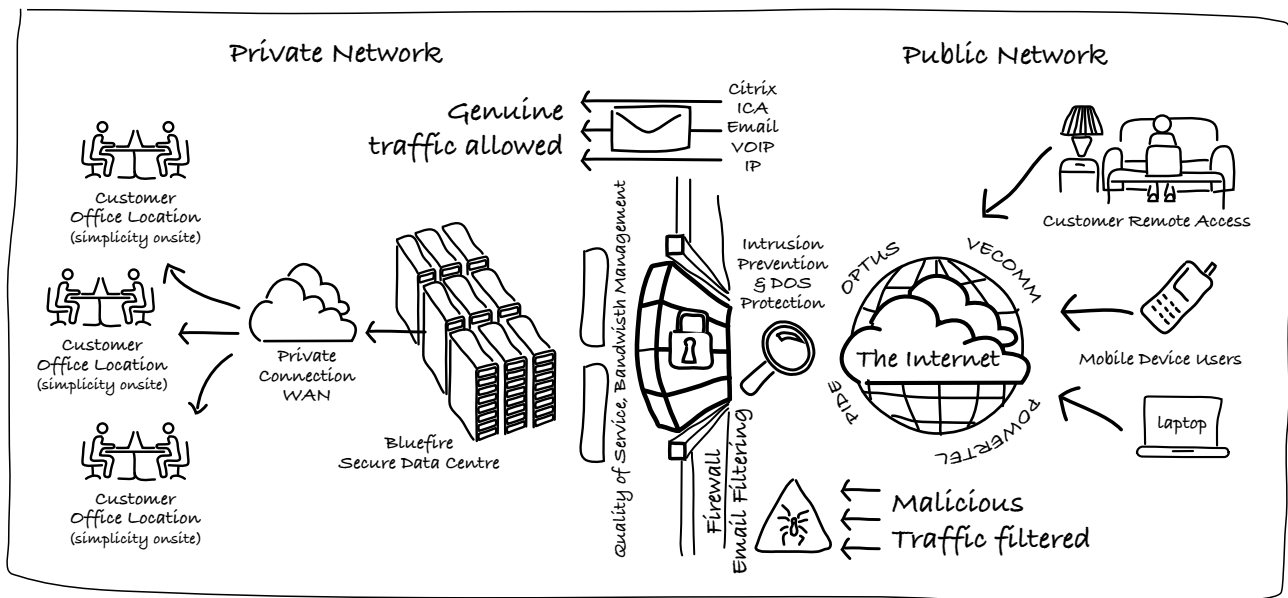 Private Network
Public Network
Genuine
traffic allowed
Citrix
ICA
Email
VOIP
IP
Customer
Office Location
(simplicity onsite)
Customer
Office Location
(simplicity onsite)
Customer
Office Location
(simplicity onsite)
Private
Connection
WAN
Bluefire
Secure Data Centre
Quality of Service, Bandwisth Management
Firewall
Email Filtering
Intrusion
Prevention
& DOS
Protection
OPTUS
VECOMM
PIDE
POWERTEL
The Internet
Customer Remote Access
Mobile Device Users
laptop
Malicious
Traffic filtered